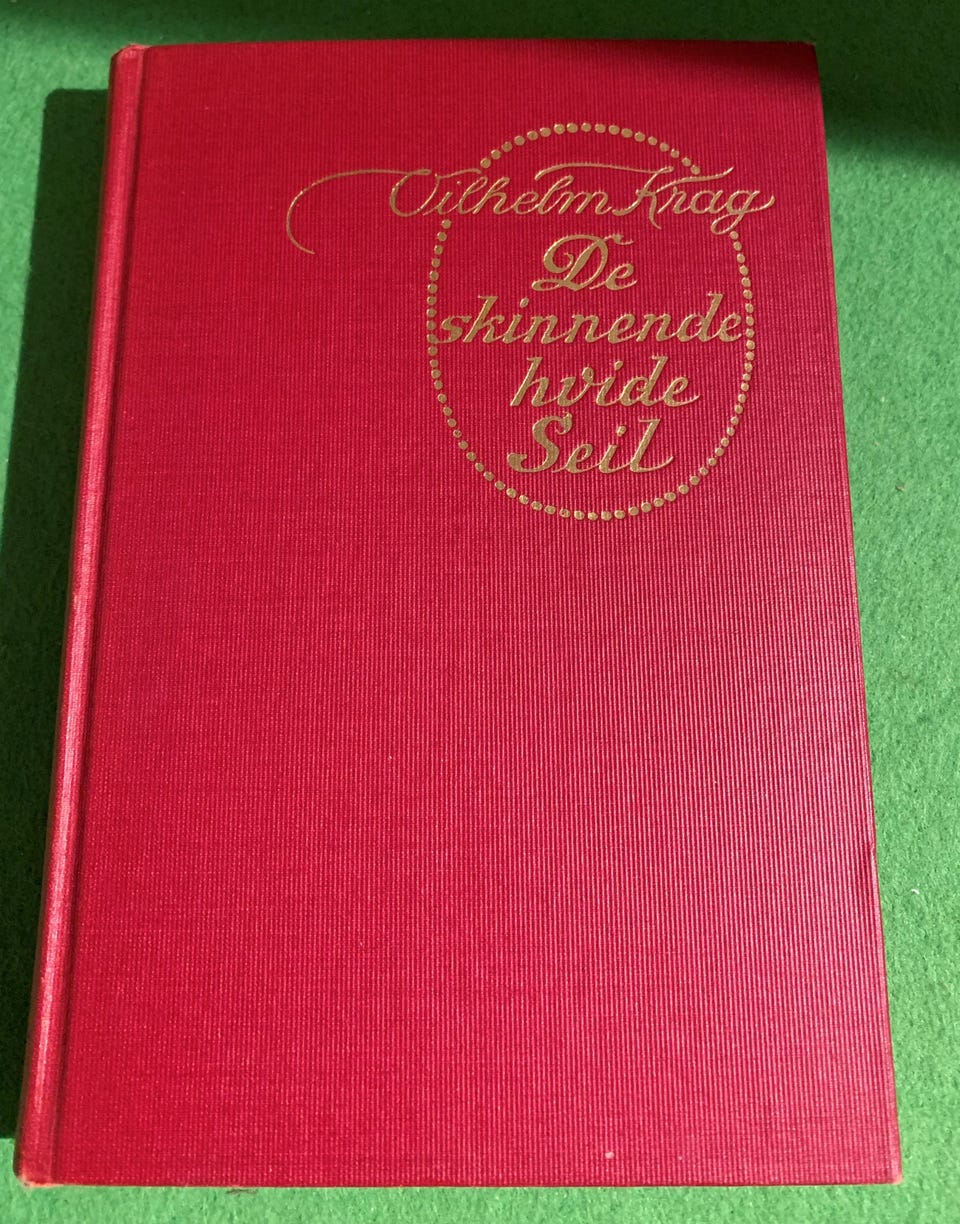 Vilhelm Krag
De
skinnende
hvide
Seil